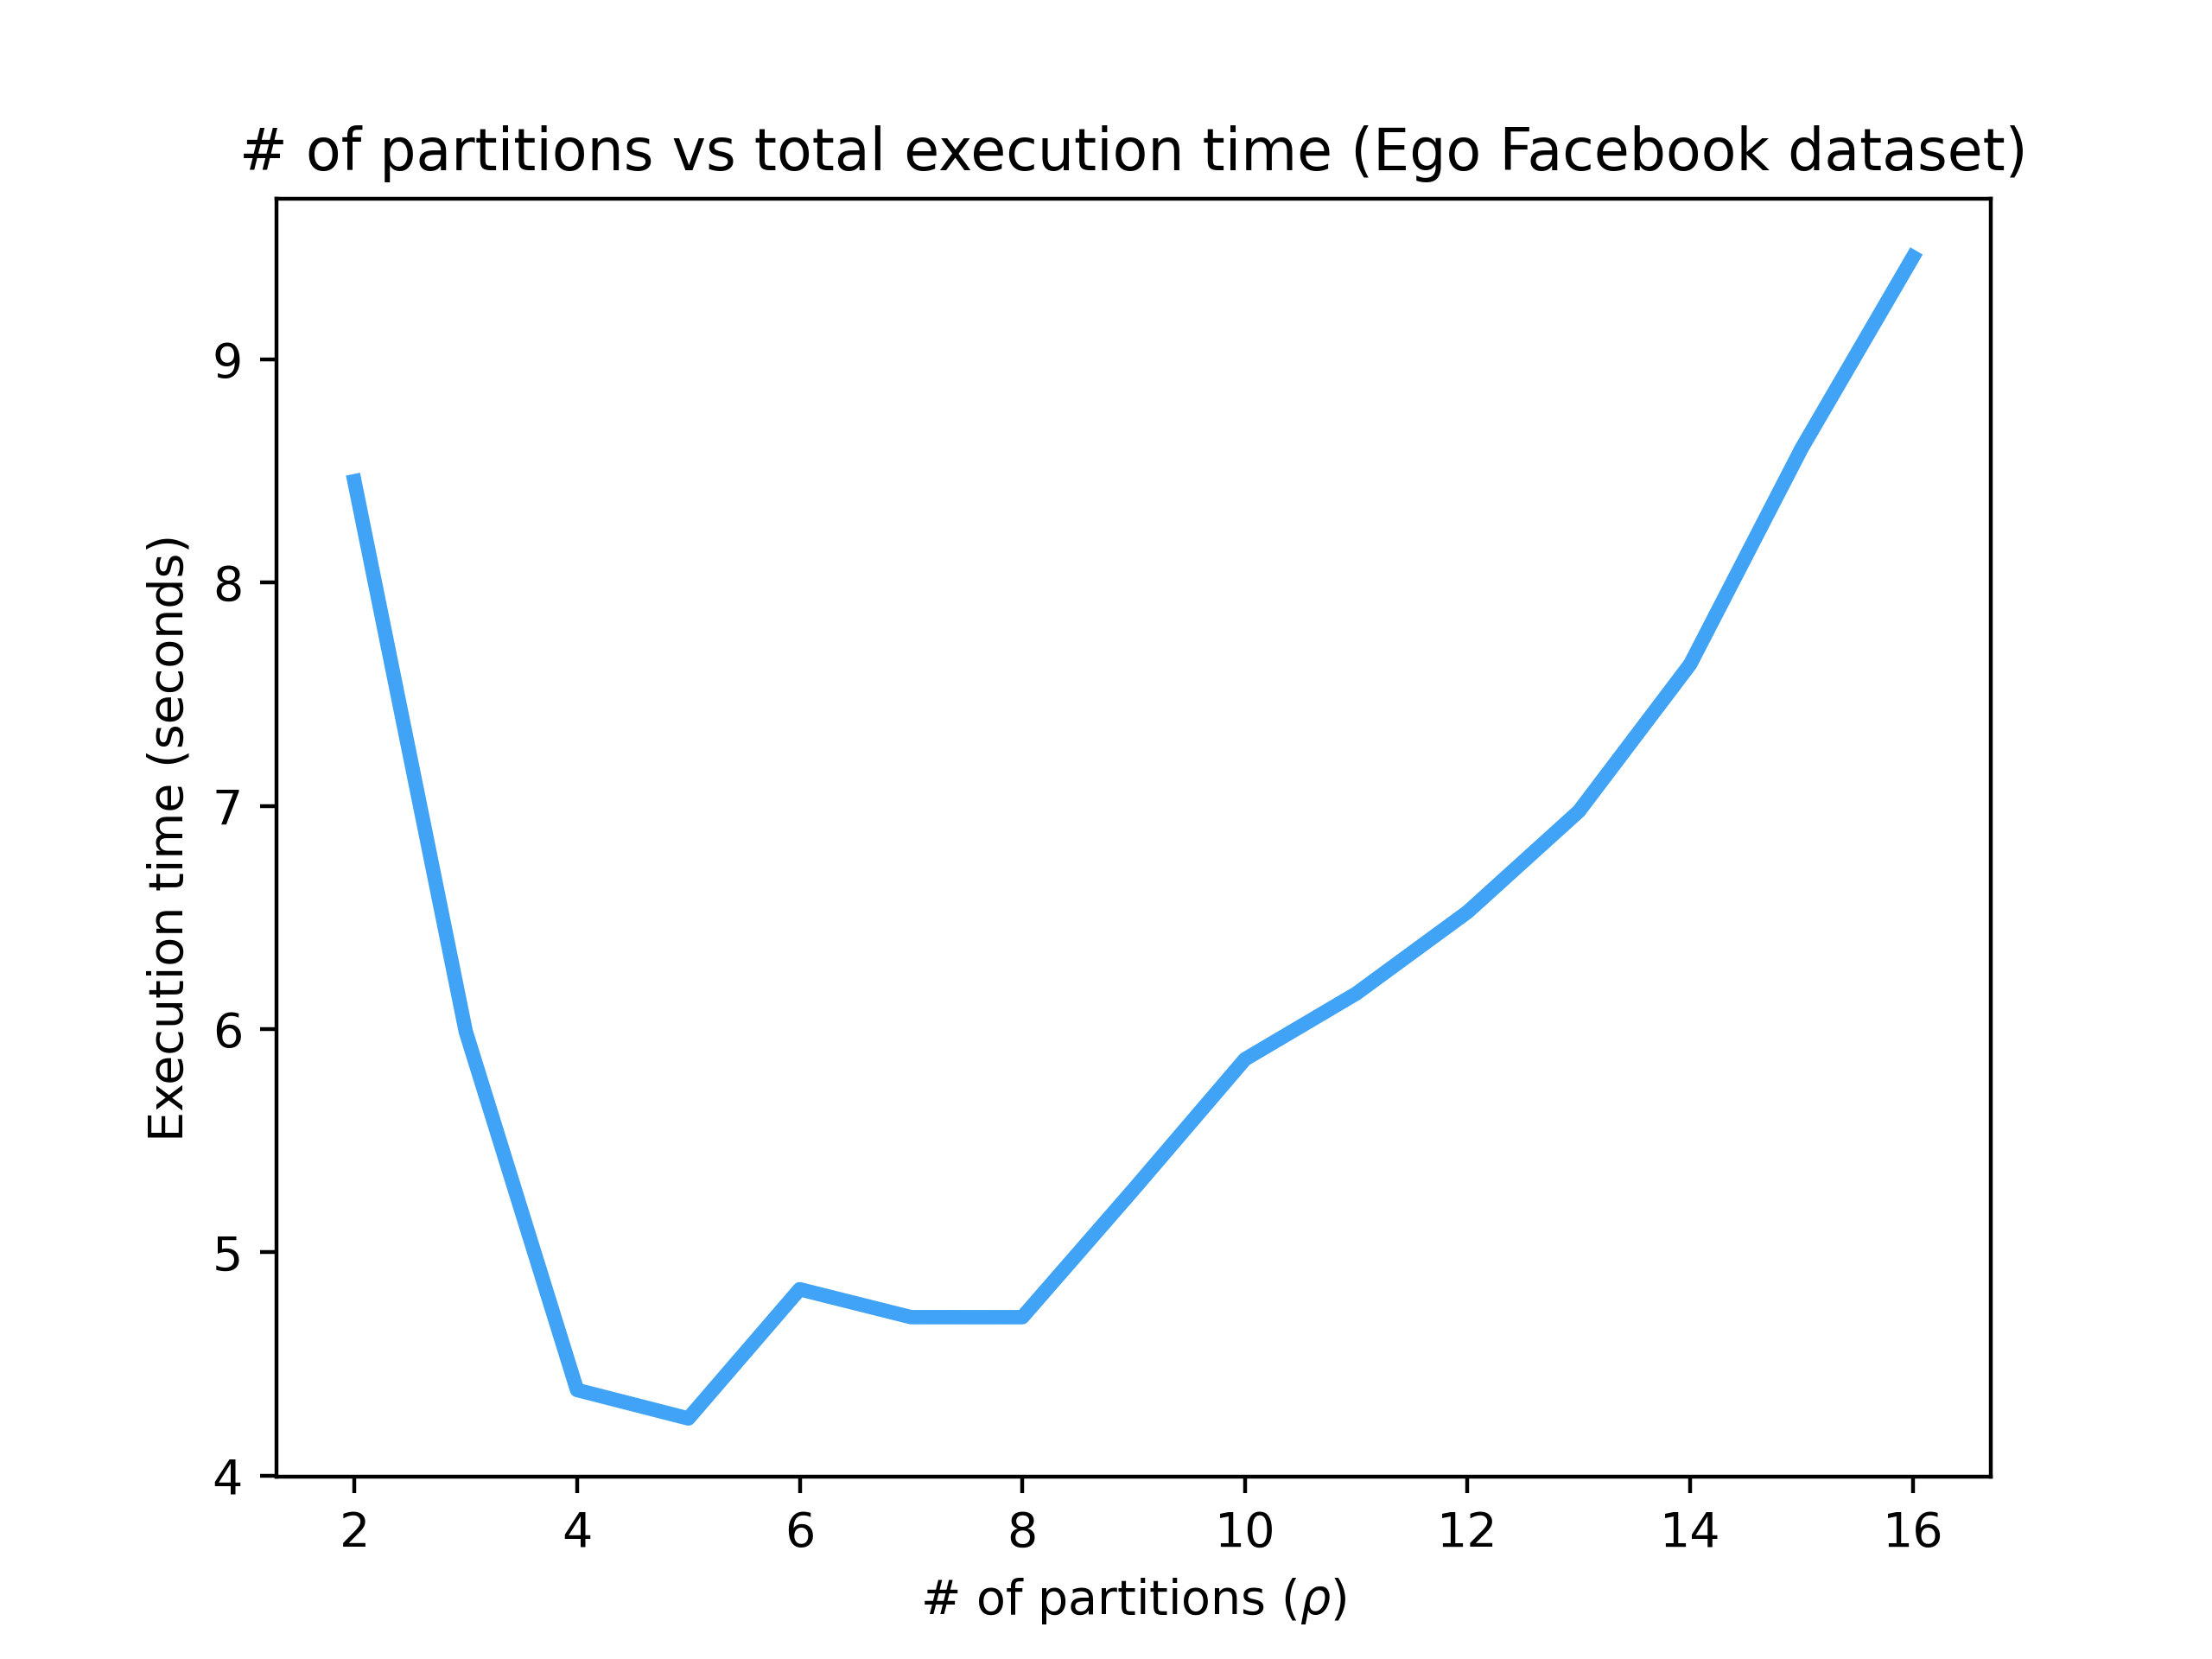 # of partitions vs total execution time (Ego Facebook dataset)
Execution time (seconds)
9
8
7
6
5
4
2 4 6 8 10 12 14 16
# of partitions (ρ)